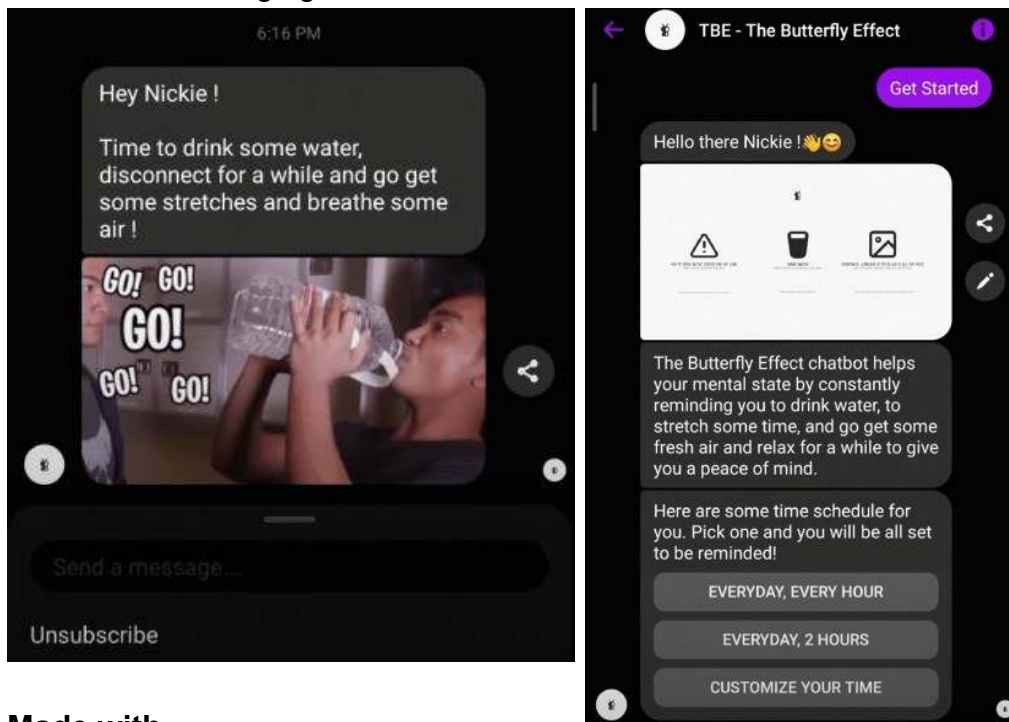 6:16 PM
Hey Nickie !
Time to drink some water,
disconnect for a while and go get
some stretches and breathe some
air !
GO! GO!
GO!
GO! GO!
Send a message...
Unsubscribe
TBE - The Butterfly Effect
Get Started
Hello there Nickie !👋😊
The Butterfly Effect chatbot helps
your mental state by constantly
reminding you to drink water, to
stretch some time, and go get some
fresh air and relax for a while to give
you a peace of mind.
Here are some time schedule for
you. Pick one and you will be all set
to be reminded!
EVERYDAY, EVERY HOUR
EVERYDAY, 2 HOURS
CUSTOMIZE YOUR TIME
Made with